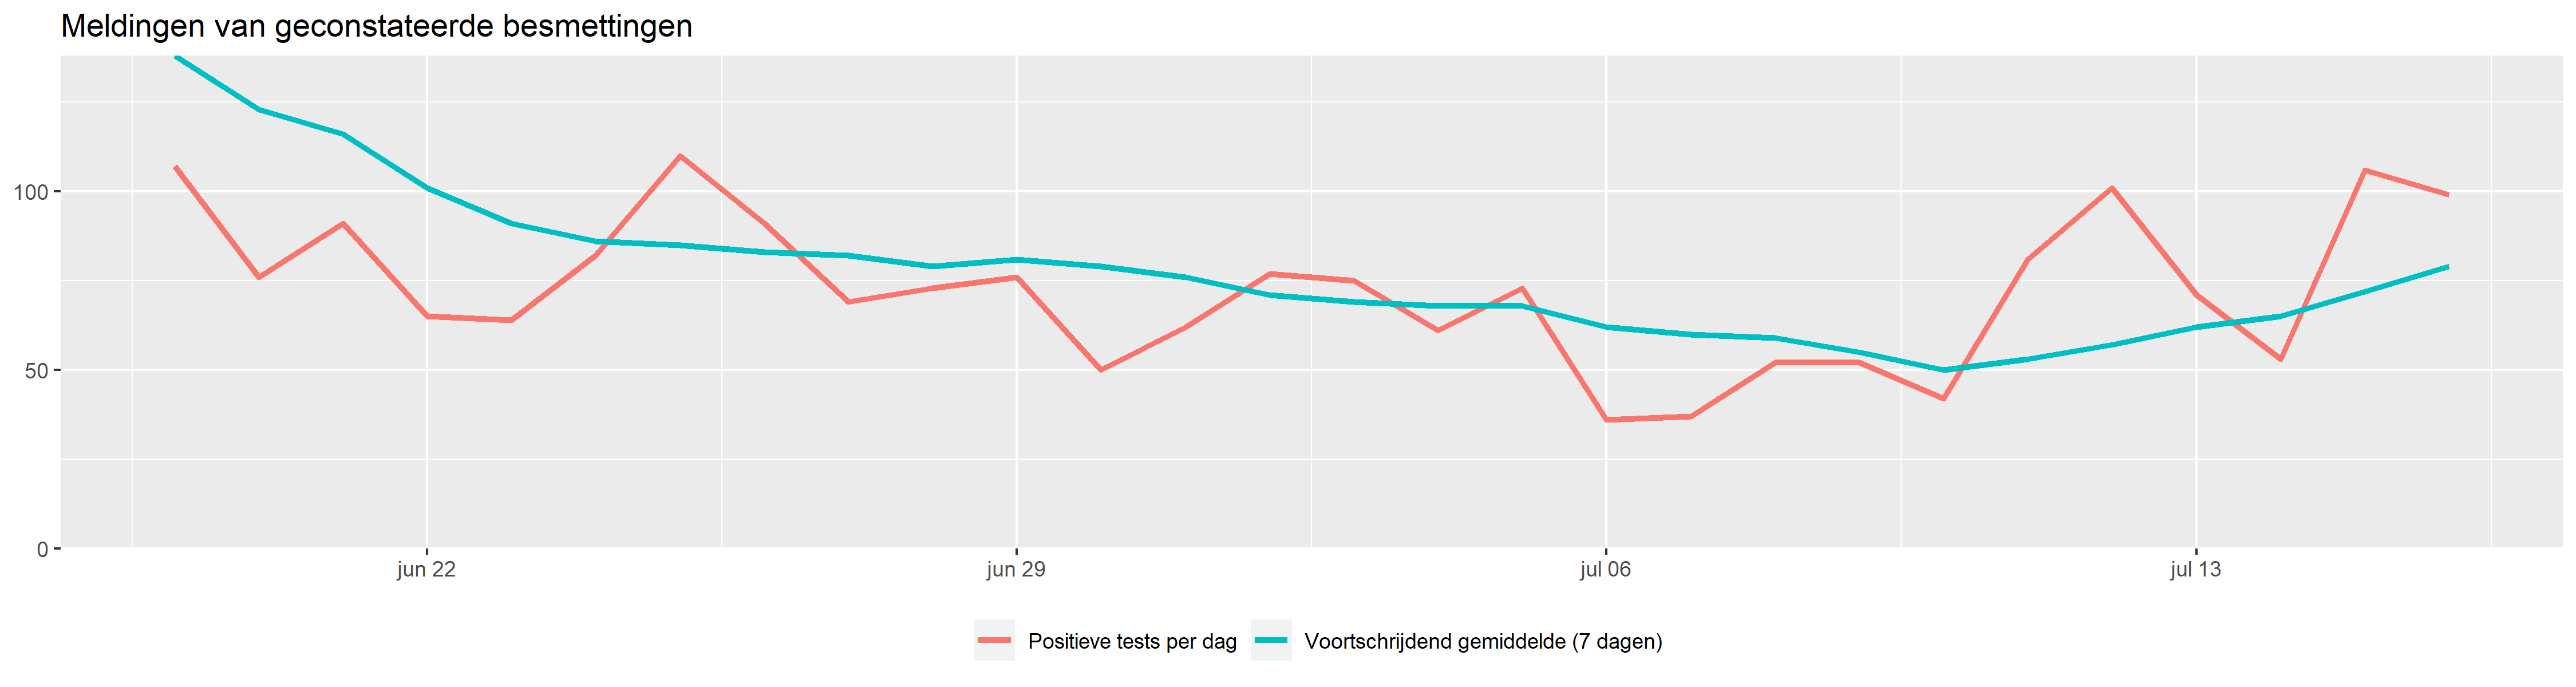 Meldingen van geconstateerde besmettingen
100
50
0
jun 22 jun 29 jul 06 jul 13
Positieve tests per dag Voortschrijdend gemiddelde (7 dagen)